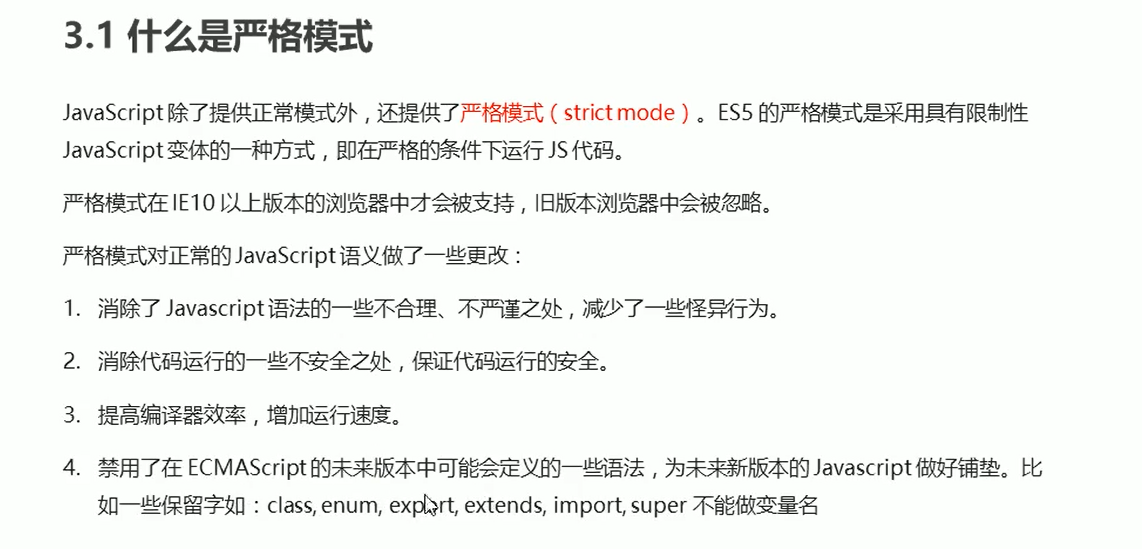 3.1 什么是严格模式
JavaScript 除了提供正常模式外，还提供了严格模式（strict mode）。ES5 的严格模式是采用具有限制性
JavaScript 变体的一种方式，即在严格的条件下运行 JS 代码。
严格模式在 IE10 以上版本的浏览器中才会被支持，旧版本浏览器中会被忽略。
严格模式对正常的 JavaScript 语义做了一些更改：
1. 消除了 Javascript 语法的一些不合理、不严谨之处，减少了一些怪异行为。
2. 消除代码运行的一些不安全之处，保证代码运行的安全。
3. 提高编译器效率，增加运行速度。
4. 禁用了在 ECMAScript 的未来版本中可能会定义的一些语法，为未来新版本的 Javascript 做好铺垫。比
如一些保留字如：class, enum, export, extends, import, super 不能做变量名